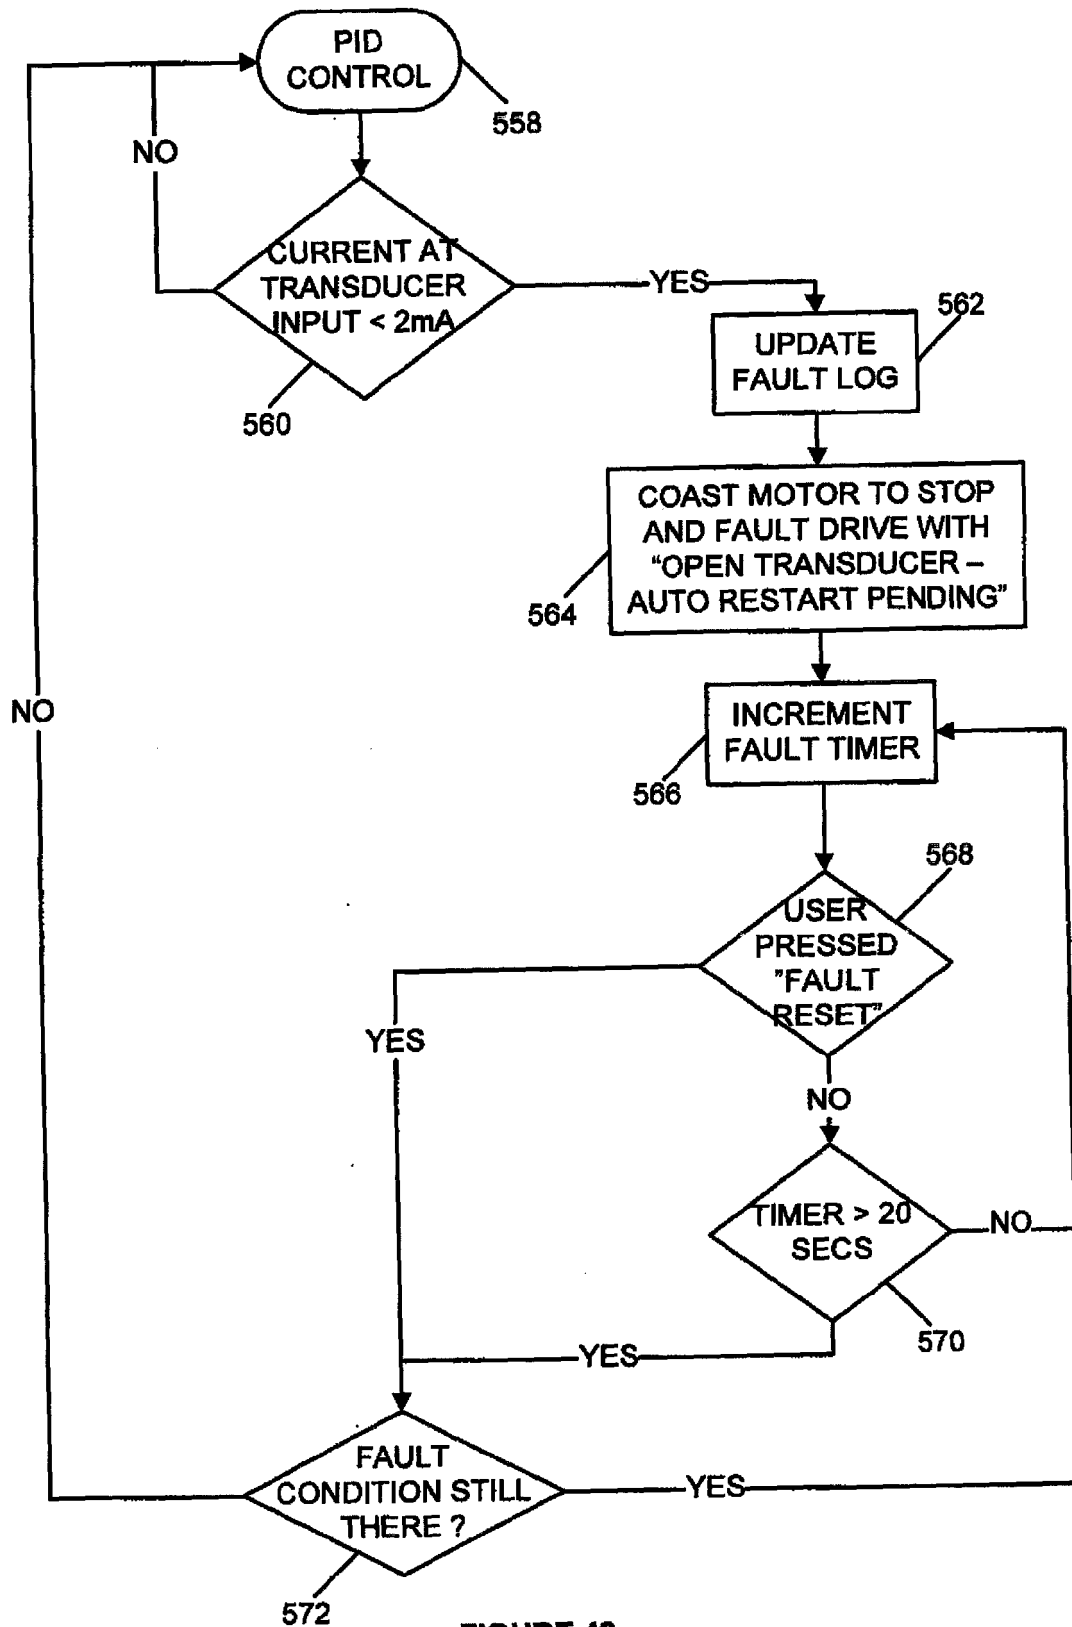 PID
CONTROL
558
NO
CURRENT AT
TRANSDUCER
INPUT < 2mA
560
YES
562
UPDATE
FAULT LOG
COAST MOTOR TO STOP
AND FAULT DRIVE WITH
“OPEN TRANSDUCER –
AUTO RESTART PENDING”
564
NO
INCREMENT
FAULT TIMER
566
568
USER
PRESSED
”FAULT
RESET”
YES
NO
TIMER > 20
SECS
NO
570
YES
FAULT
CONDITION STILL
THERE ?
YES
572